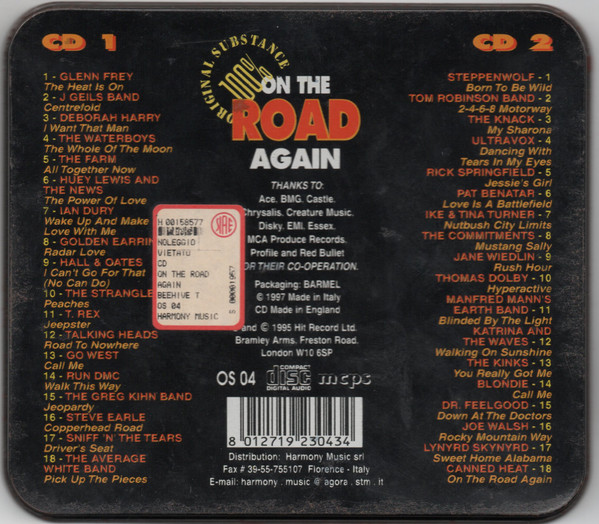 CD 1
1 - GLENN FREY
The Heat Is On
2 - J GEILS BAND
Centrefold
3 - DEBORAH HARRY
I Want That Man
4 - THE WATERBOYS
The Whole Of The Moon
5 - THE FARM
All Together Now
6 - HUEY LEWIS AND
THE NEWS
The Power Of Love
7 - IAN DURY
Wake Up And Make
Love With Me
8 - GOLDEN EARRIN
Radar Love
9 - HALL & OATES
I Can't Go For That
(No Can Do)
10 - THE STRANGLE
Peaches
11 - T. REX
Jeepster
12 - TALKING HEADS
Road To Nowhere
13 - GO WEST
Call Me
14 - RUN DMC
Walk This Way
15 - THE GREG KIHN BAND
Jeopardy
16 - STEVE EARLE
Copperhead Road
17 - SNIFF 'N' THE TEARS
Driver's Seat
18 - THE AVERAGE
WHITE BAND
Pick Up The Pieces
ORIGINAL SUBSTANCE
100%
ON THE
ROAD
AGAIN
THANKS TO:
Ace. BMG. Castle.
Chrysalis. Creature Music.
Disky. EMI. Essex.
MCA Produce Records.
Profile and Red Bullet
FOR THEIR CO-OPERATION.
Packaging: BARMEL
© 1997 Made in Italy
CD Made in England
and © 1995 Hit Record Ltd.
Bramley Arms. Freston Road.
London W10 6SP
H 00158577
NOLEGGIO
VIETATO
CD
ON THE ROAD
AGAIN
BEEHIVE T
OS 04
HARMONY MUSIC
00001957
OS 04
COMPACT
disc
DIGITAL AUDIO
mcps
8 012719 230434
Distribution: Harmony Music srl
Fax # 39-55-755107 Florence - Italy
E-mail: harmony . music @ agora . stm . it
CD 2
STEPPENWOLF - 1
Born To Be Wild
TOM ROBINSON BAND - 2
2-4-6-8 Motorway
THE KNACK - 3
My Sharona
ULTRAVOX - 4
Dancing With
Tears In My Eyes
RICK SPRINGFIELD - 5
Jessie's Girl
PAT BENATAR - 6
Love Is A Battlefield
IKE & TINA TURNER - 7
Nutbush City Limits
THE COMMITMENTS - 8
Mustang Sally
JANE WIEDLIN - 9
Rush Hour
THOMAS DOLBY - 10
Hyperactive
MANFRED MANN'S
EARTH BAND - 11
Blinded By The Light
KATRINA AND
THE WAVES - 12
Walking On Sunshine
THE KINKS - 13
You Really Got Me
BLONDIE - 14
Call Me
DR. FEELGOOD - 15
Down At The Doctors
JOE WALSH - 16
Rocky Mountain Way
LYNYRD SKYNYRD - 17
Sweet Home Alabama
CANNED HEAT - 18
On The Road Again